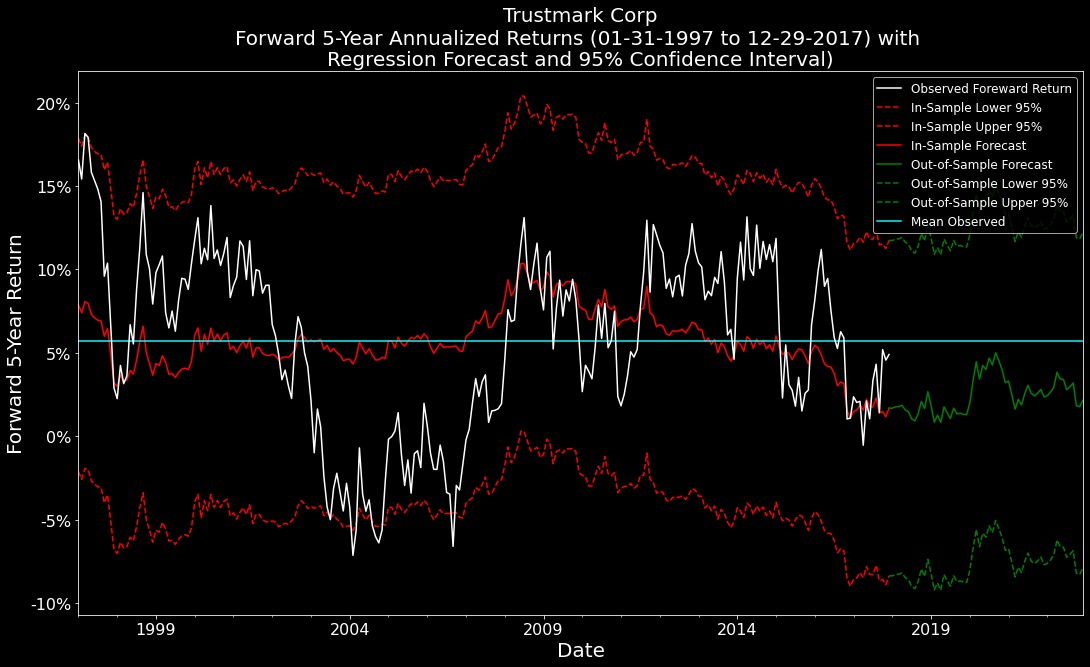 Trustmark Corp
Forward 5-Year Annualized Returns (01-31-1997 to 12-29-2017) with
Regression Forecast and 95% Confidence Interval)
Observed Foreward Return
In-Sample Lower 95%
In-Sample Upper 95%
In-Sample Forecast
Out-of-Sample Forecast
Out-of-Sample Lower 95%
Out-of-Sample Upper 95%
Mean Observed
Forward 5-Year Return
20%
15%
10%
5%
0%
-5%
-10%
1999
2004
2009
2014
2019
Date